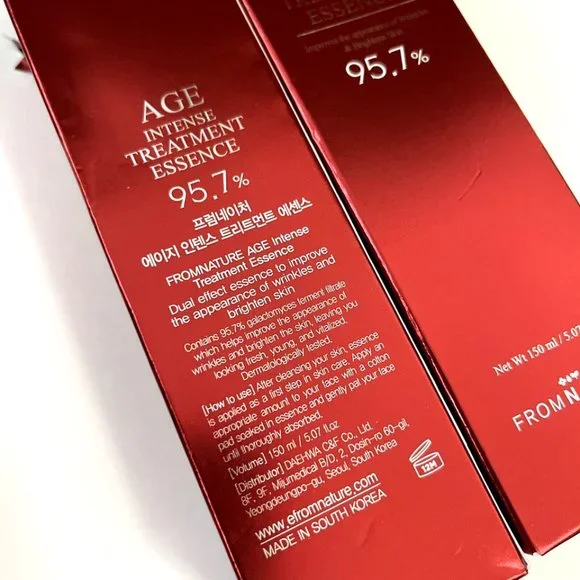 AGE
INTENSE
TREATMENT
ESSENCE
95.7%
프럼네이처
에이지 인텐스 트리트먼트 에센스
FROMNATURE AGE Intense
Treatment Essence
Dual effect essence to improve
the appearance of wrinkles and
brighten skin
Contains 95.7% galactomyces ferment filtrate
which helps improve the appearance of
wrinkles and brighten the skin, leaving you
looking fresh, young, and vitalized.
Dermatologically tested.
[How to use] After cleansing your skin, essence
is applied as a first step in skin care. Apply an
appropriate amount to your face with a cotton
pad soaked in essence and gently pat your face
until thoroughly absorbed.
[Volume] 150 ml / 5.07 fl.oz
[Distributor] DAEHWA C&F Co., Ltd.
8F, 9F, Mijumedical B/D, 2, Dosin-ro 60-gil,
Yeongdeungpo-gu, Seoul, South Korea
www.efromnature.com
MADE IN SOUTH KOREA
12M
ESSENCE
Improves the appearance of Wrinkles
& Brightens Skin
95.7%
Net Wt 150 ml / 5.07
FROMN